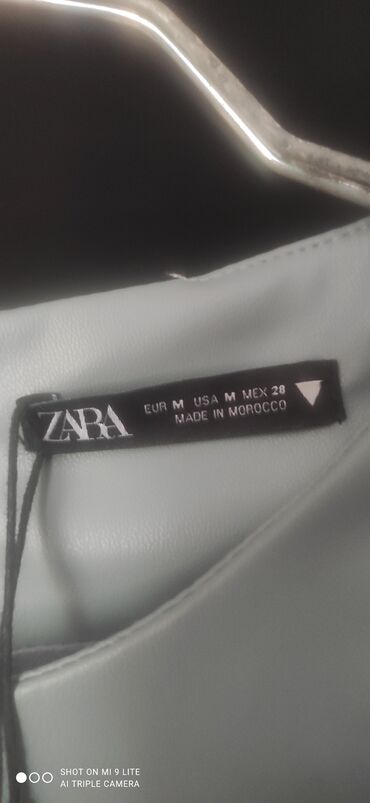 ZARA
EUR M USA M MEX 28
MADE IN MOROCCO
SHOT ON MI 9 LITE
AI TRIPLE CAMERA